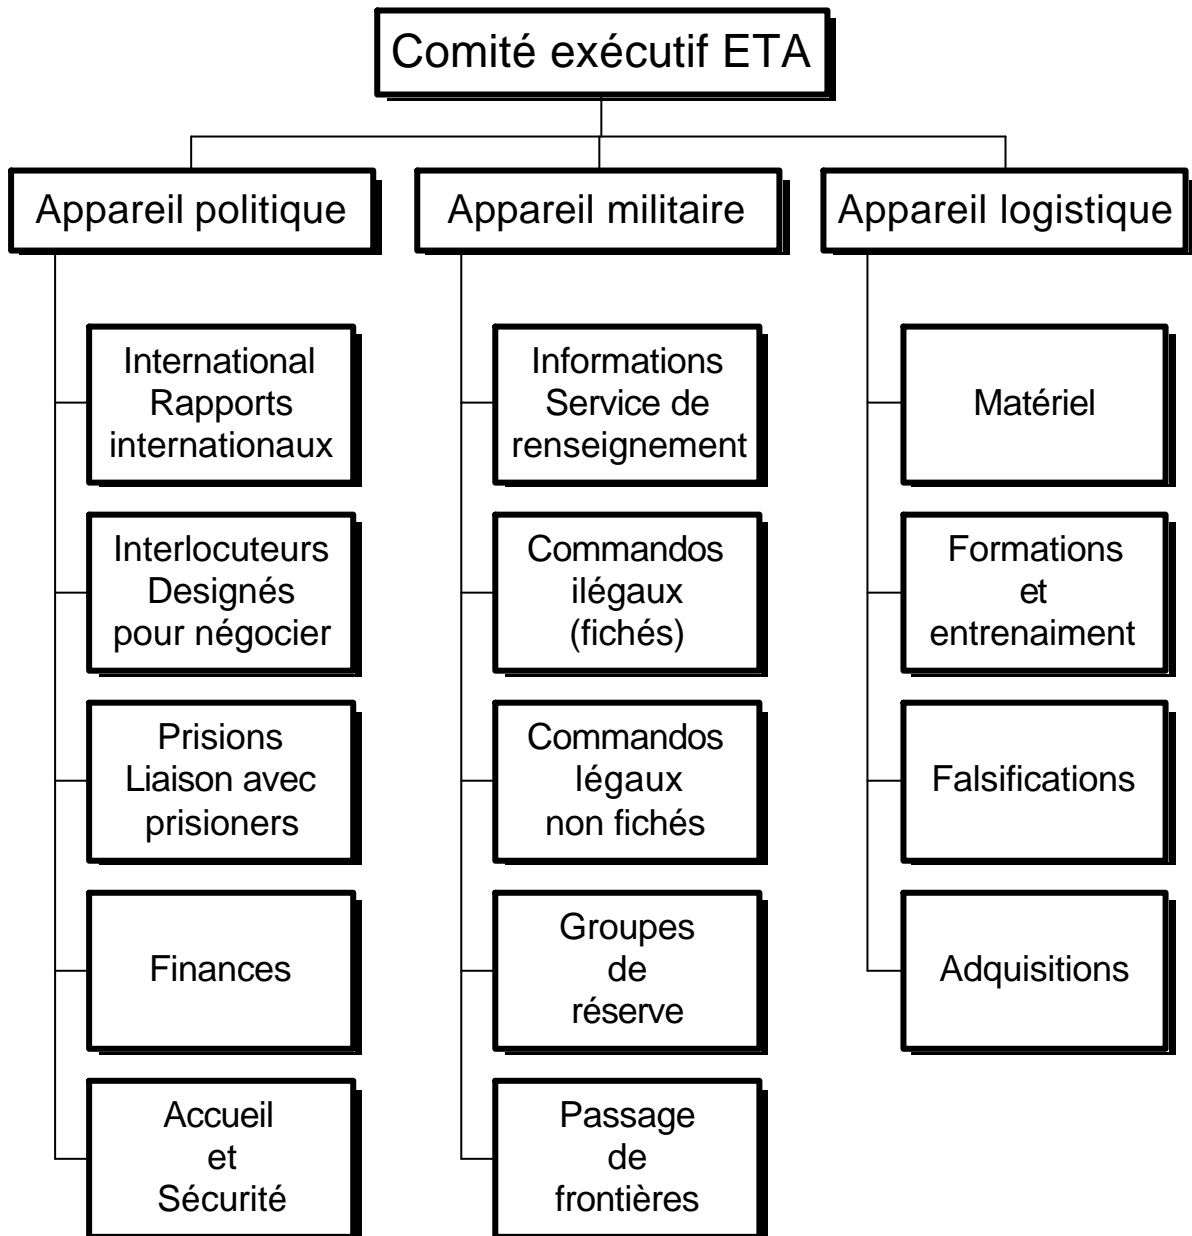 Comité exécutif ETA
Appareil politique
International
Rapports
internationaux
Interlocuteurs
Designés
pour négocier
Prisions
Liaison avec
prisioners
Finances
Accueil
et
Sécurité
Appareil militaire
Informations
Service de
renseignement
Commandos
ilégaux
(fichés)
Commandos
légaux
non fichés
Groupes
de
réserve
Passage
de
frontières
Appareil logistique
Matériel
Formations
et
entrenaiment
Falsifications
Adquisitions